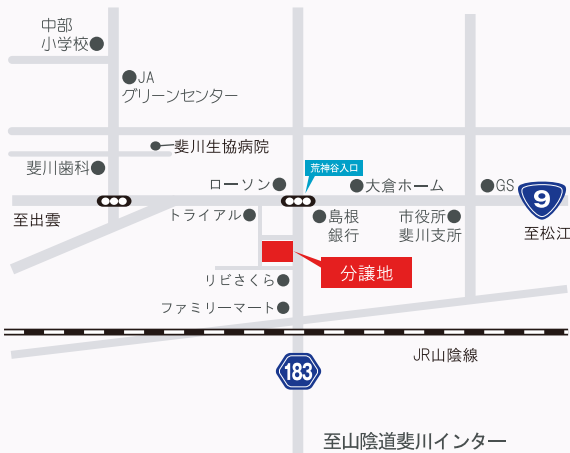 中部
小学校
JA
グリーンセンター
斐川生協病院
斐川歯科
荒神谷入口
ローソン
大倉ホーム
GS
9
至出雲
トライアル
島根
銀行
市役所
斐川支所
至松江
分譲地
リビさくら
ファミリーマート
JR山陰線
183
至山陰道斐川インター